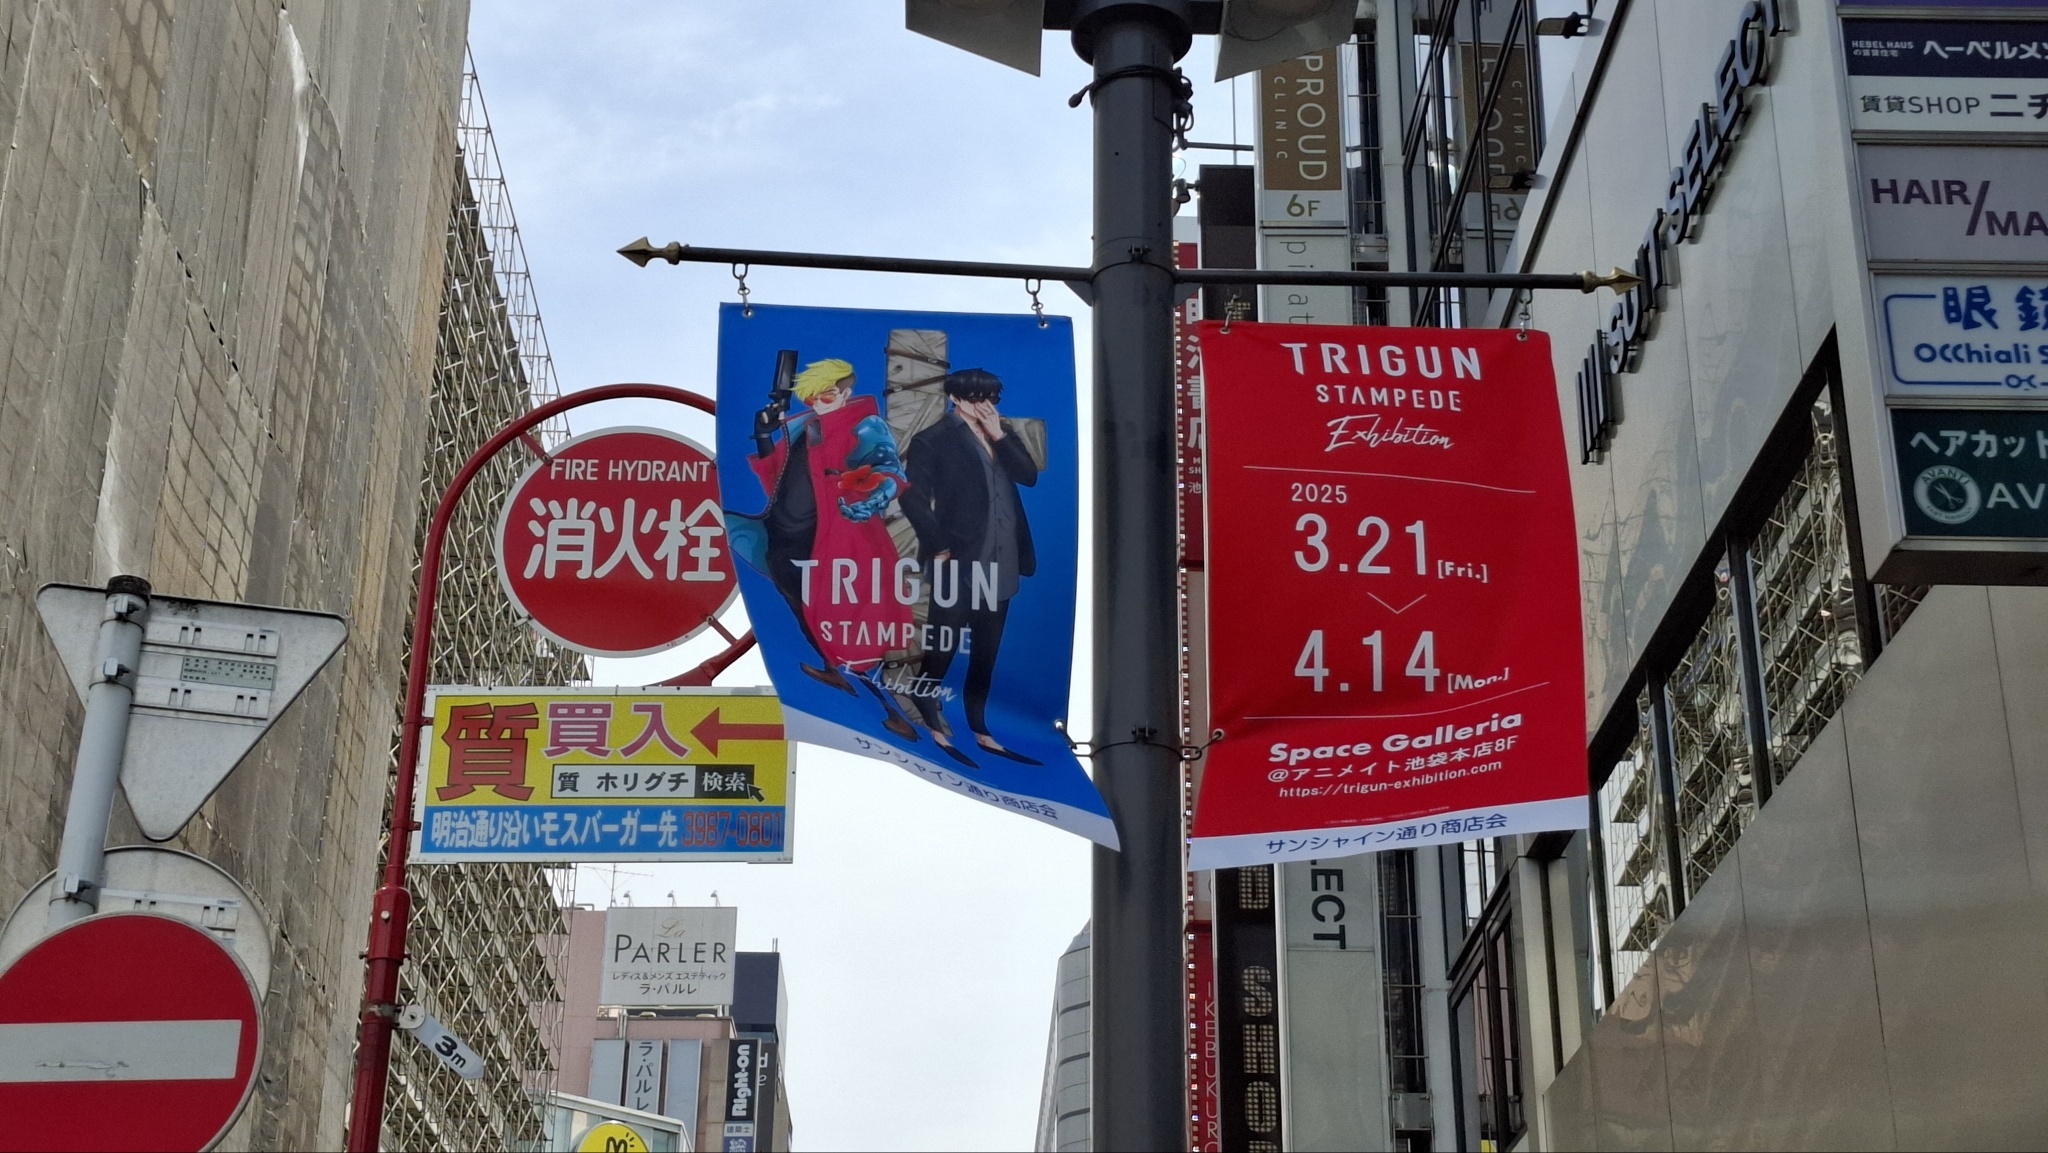 FIRE HYDRANT
消火栓
質 買入
質 ホリグチ 検索
明治通り沿いモスバーガー先 3987-0801
La
PARLER
レディス&メンズ エステティック
ラ・パルレ
ラ・パルレ
Right-on
3m
TRIGUN
STAMPEDE
Exhibition
サンシャイン通り商店会
TRIGUN
STAMPEDE
Exhibition
2025
3.21[Fri.]
4.14[Mon.]
Space Galleria
@アニメイト池袋本店8F
https://trigun-exhibition.com
サンシャイン通り商店会
PROUD
CLINIC
6F
SUIT SELECT
HEBEL HAUS
の賃貸住宅
ヘーベルメ
賃貸SHOP ニチ
HAIR/MA
眼鏡
OCChiali S
ヘアカット
AVANTI
AV